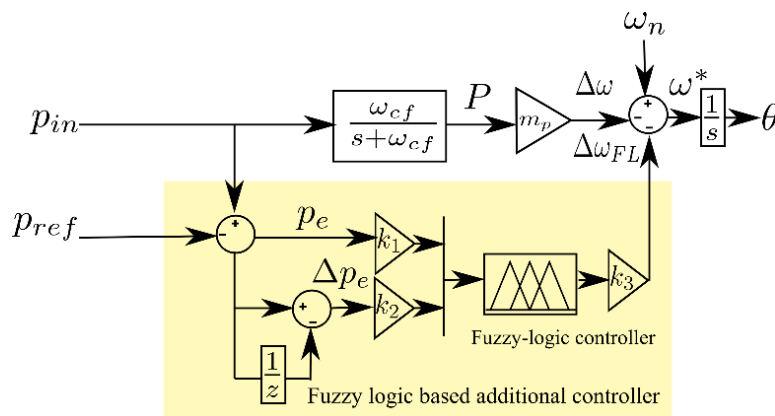 ω_n
p_in
ω_cf
s+ω_cf
P
m_p
Δω
+
-
-
ω*
1
s
θ
Δω_FL
p_ref
+
-
p_e
k_1
Δp_e
+
-
k_2
k_3
1
z
Fuzzy-logic controller
Fuzzy logic based additional controller